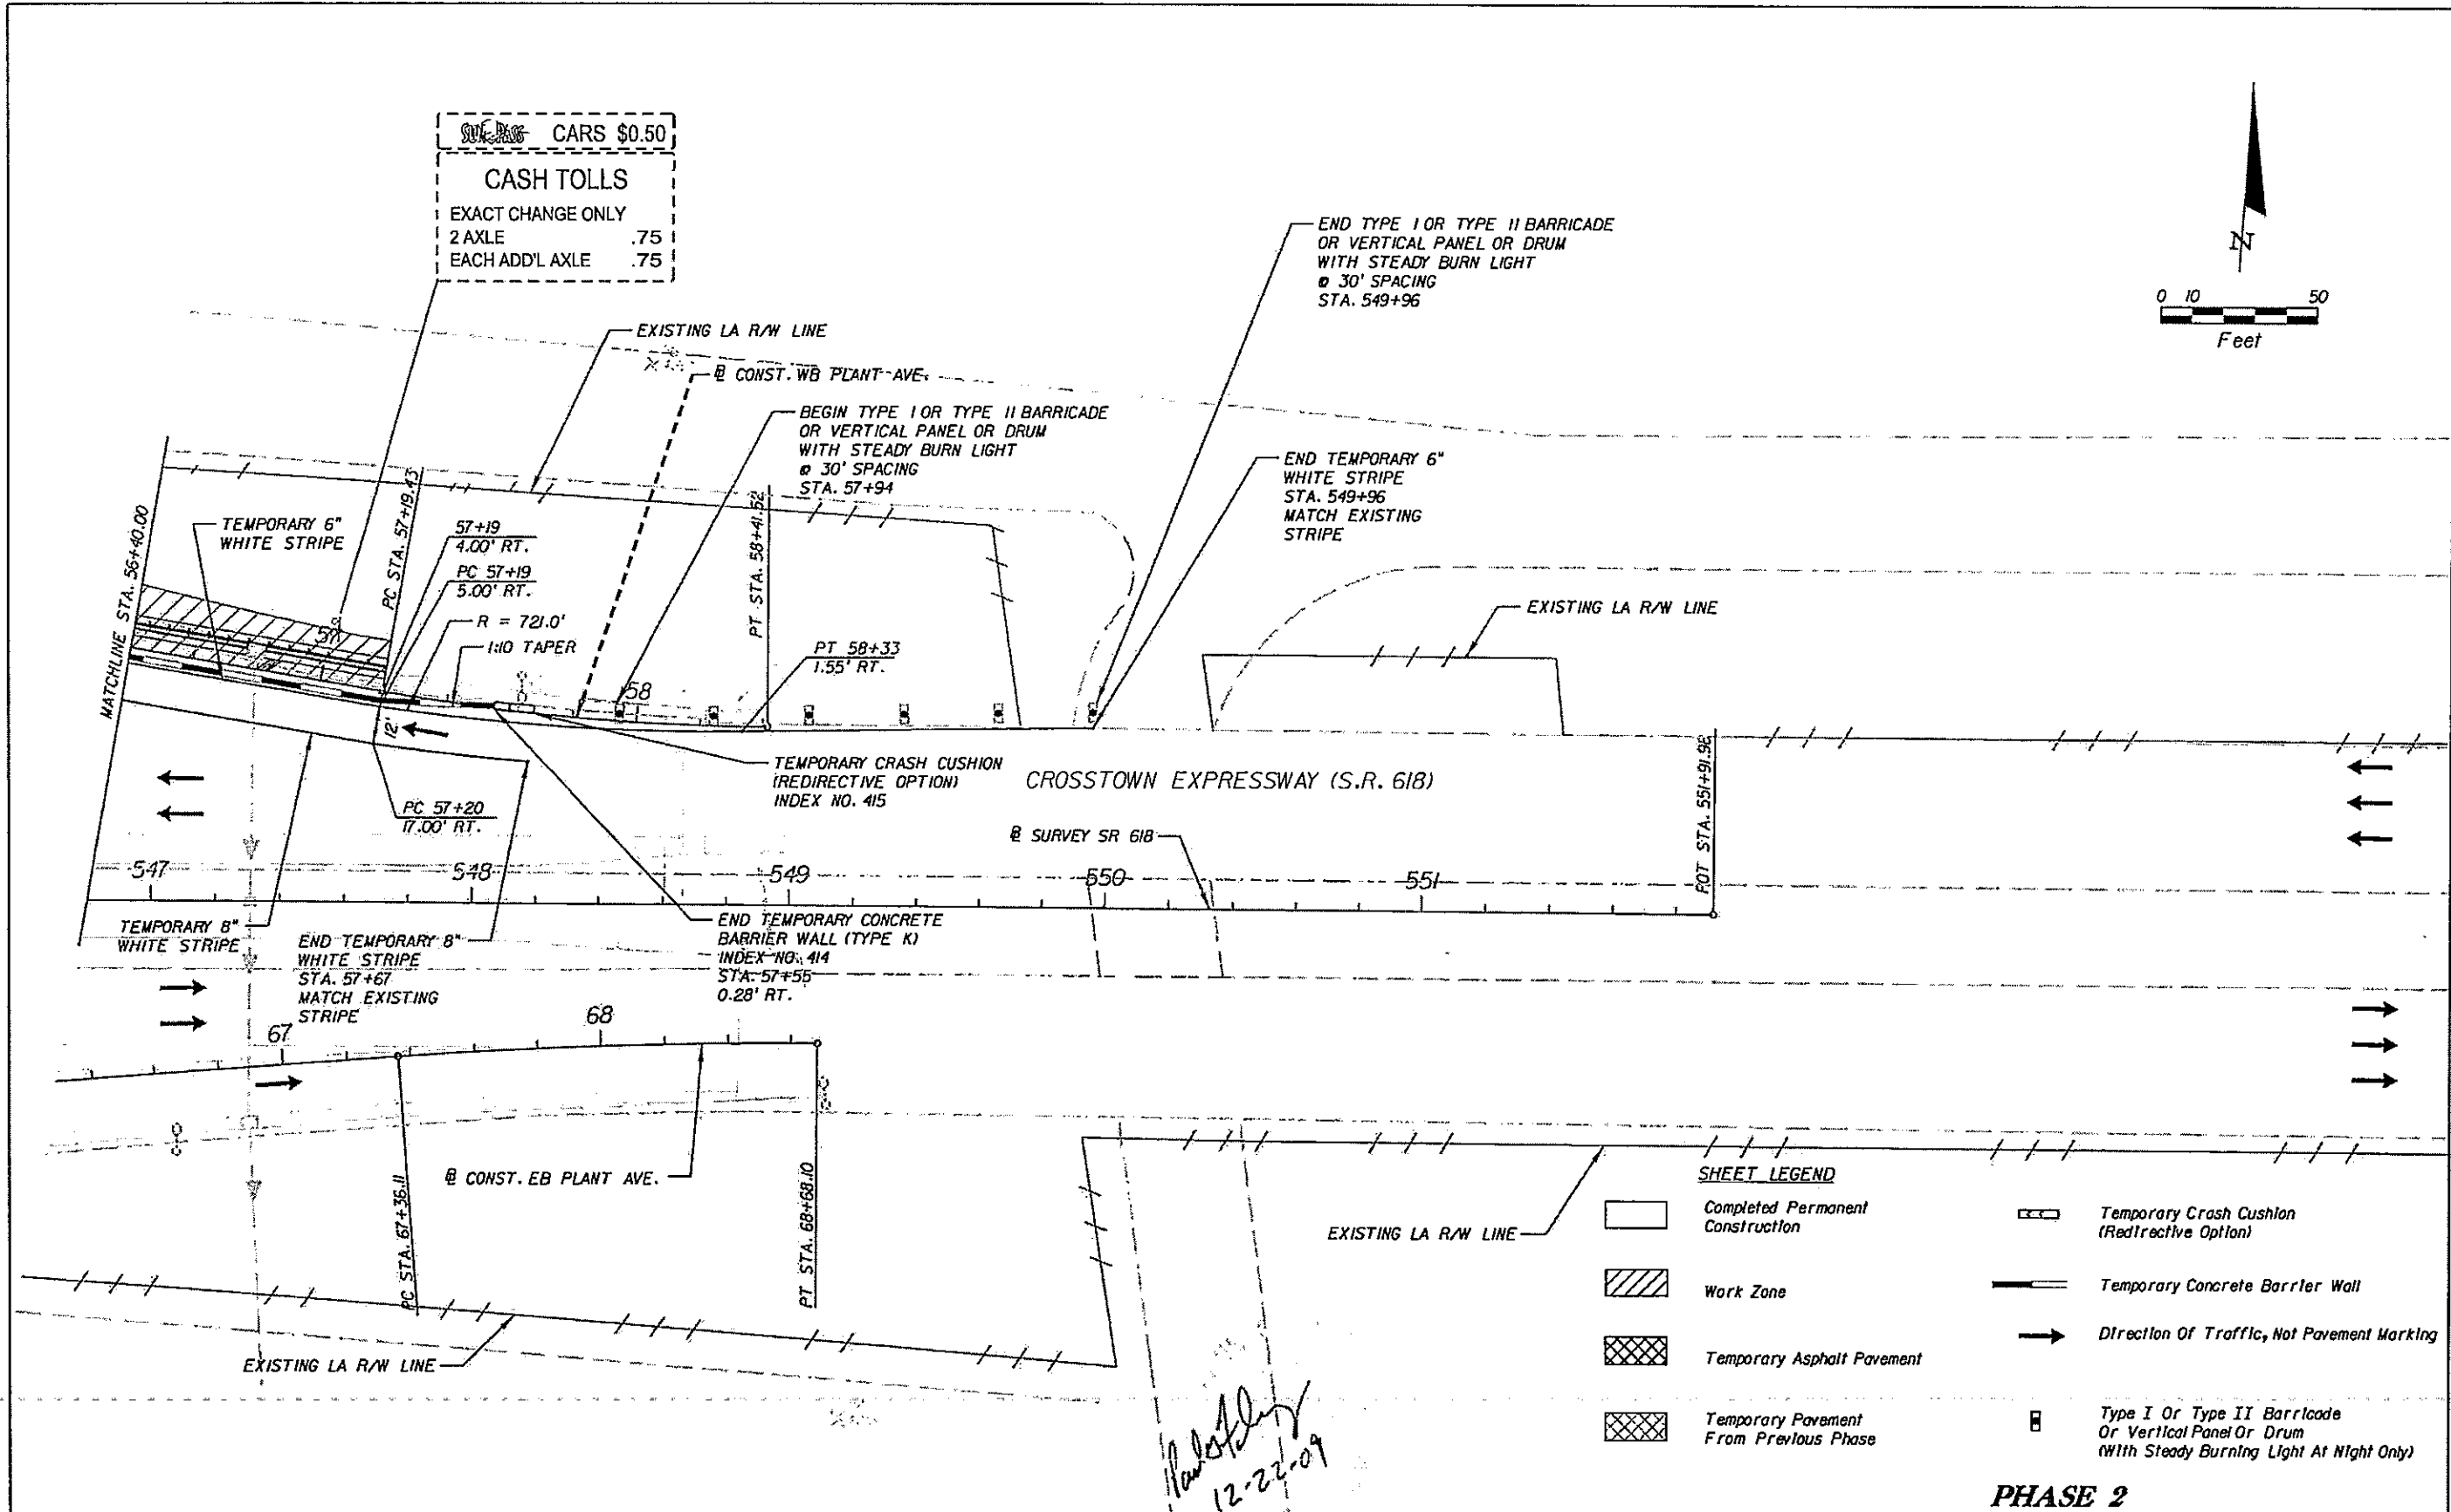 SUNPASS CARS $0.50
CASH TOLLS
EXACT CHANGE ONLY
2 AXLE .75
EACH ADD'L AXLE .75
END TYPE I OR TYPE II BARRICADE
OR VERTICAL PANEL OR DRUM
WITH STEADY BURN LIGHT
@ 30' SPACING
STA. 549+96
N
0 10 50
Feet
EXISTING LA R/W LINE
℄ CONST. WB PLANT AVE.
BEGIN TYPE I OR TYPE II BARRICADE
OR VERTICAL PANEL OR DRUM
WITH STEADY BURN LIGHT
@ 30' SPACING
STA. 57+94
END TEMPORARY 6"
WHITE STRIPE
STA. 549+96
MATCH EXISTING
STRIPE
MATCHLINE STA. 56+40.00
TEMPORARY 6"
WHITE STRIPE
PC STA. 57+19.43
57+19
4.00' RT.
PC 57+19
5.00' RT.
R = 721.0'
1:10 TAPER
PT STA. 58+41.52
PT 58+33
1.55' RT.
EXISTING LA R/W LINE
57
58
12'
PC 57+20
17.00' RT.
TEMPORARY CRASH CUSHION
(REDIRECTIVE OPTION)
INDEX NO. 415
CROSSTOWN EXPRESSWAY (S.R. 618)
℄ SURVEY SR 618
POT STA. 551+91.98
547
548
549
550
551
TEMPORARY 8"
WHITE STRIPE
END TEMPORARY 8"
WHITE STRIPE
STA. 57+67
MATCH EXISTING
STRIPE
END TEMPORARY CONCRETE
BARRIER WALL (TYPE K)
INDEX NO. 414
STA. 57+55
0.28' RT.
67
68
PC STA. 67+36.11
℄ CONST. EB PLANT AVE.
PT STA. 68+68.10
EXISTING LA R/W LINE
EXISTING LA R/W LINE
SHEET LEGEND
Completed Permanent
Construction
Work Zone
Temporary Asphalt Pavement
Temporary Pavement
From Previous Phase
Temporary Crash Cushion
(Redirective Option)
Temporary Concrete Barrier Wall
Direction Of Traffic, Not Pavement Marking
Type I Or Type II Barricade
Or Vertical Panel Or Drum
(With Steady Burning Light At Night Only)
12-22-09
PHASE 2